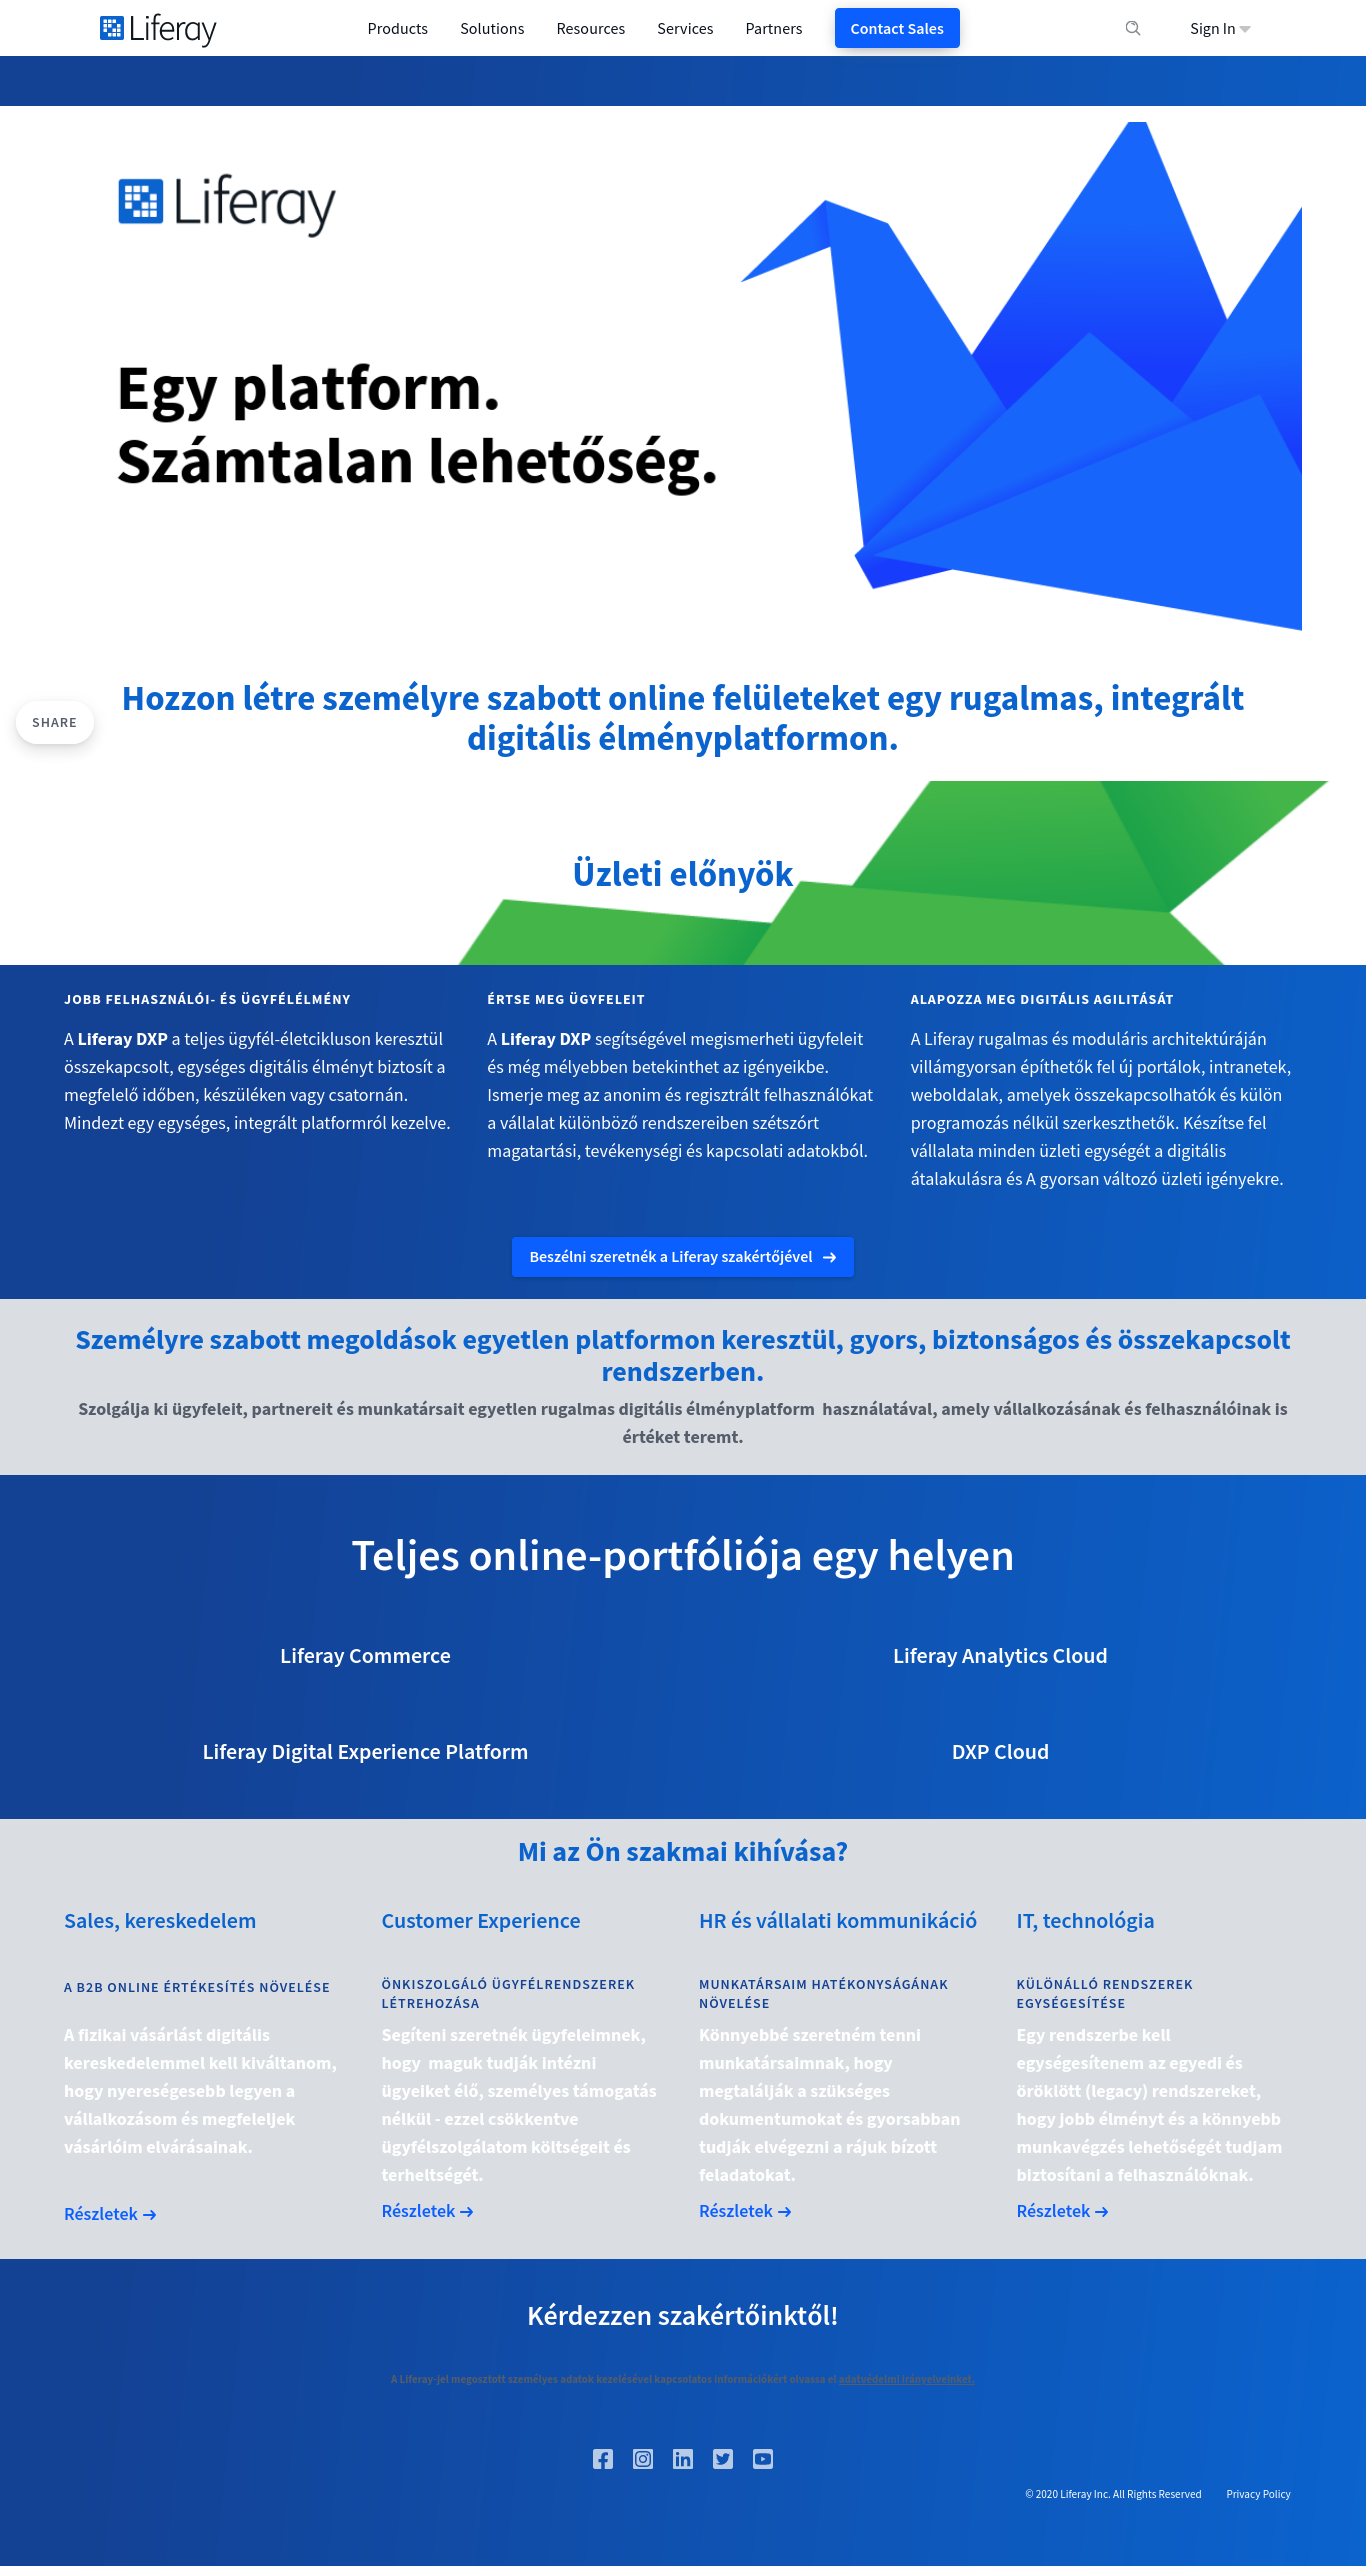 Liferay
Products Solutions Resources Services Partners Contact Sales Sign In
Liferay
Egy platform.
Számtalan lehetőség.
Hozzon létre személyre szabott online felületeket egy rugalmas, integrált
digitális élményplatformon.
SHARE
Üzleti előnyök
JOBB FELHASZNÁLÓI- ÉS ÜGYFÉLÉLMÉNY
A Liferay DXP a teljes ügyfél-életcikluson keresztül
összekapcsolt, egységes digitális élményt biztosít a
megfelelő időben, készüléken vagy csatornán.
Mindezt egy egységes, integrált platformról kezelve.
ÉRTSE MEG ÜGYFELEIT
A Liferay DXP segítségével megismerheti ügyfeleit
és még mélyebben betekinthet az igényeikbe.
Ismerje meg az anonim és regisztrált felhasználókat
a vállalat különböző rendszereiben szétszórt
magatartási, tevékenységi és kapcsolati adatokból.
ALAPOZZA MEG DIGITÁLIS AGILITÁSÁT
A Liferay rugalmas és moduláris architektúráján
villámgyorsan építhetők fel új portálok, intranetek,
weboldalak, amelyek összekapcsolhatók és külön
programozás nélkül szerkeszthetők. Készítse fel
vállalata minden üzleti egységét a digitális
átalakulásra és A gyorsan változó üzleti igényekre.
Beszélni szeretnék a Liferay szakértőjével →
Személyre szabott megoldások egyetlen platformon keresztül, gyors, biztonságos és összekapcsolt
rendszerben.
Szolgálja ki ügyfeleit, partnereit és munkatársait egyetlen rugalmas digitális élményplatform  használatával, amely vállalkozásának és felhasználóinak is
értéket teremt.
Teljes online-portfóliója egy helyen
Liferay Commerce
Liferay Analytics Cloud
Liferay Digital Experience Platform
DXP Cloud
Mi az Ön szakmai kihívása?
Sales, kereskedelem
A B2B ONLINE ÉRTÉKESÍTÉS NÖVELÉSE
A fizikai vásárlást digitális
kereskedelemmel kell kiváltanom,
hogy nyereségesebb legyen a
vállalkozásom és megfeleljek
vásárlóim elvárásainak.
Részletek →
Customer Experience
ÖNKISZOLGÁLÓ ÜGYFÉLRENDSZEREK
LÉTREHOZÁSA
Segíteni szeretnék ügyfeleimnek,
hogy  maguk tudják intézni
ügyeiket élő, személyes támogatás
nélkül - ezzel csökkentve
ügyfélszolgálatom költségeit és
terheltségét.
Részletek →
HR és vállalati kommunikáció
MUNKATÁRSAIM HATÉKONYSÁGÁNAK
NÖVELÉSE
Könnyebbé szeretném tenni
munkatársaimnak, hogy
megtalálják a szükséges
dokumentumokat és gyorsabban
tudják elvégezni a rájuk bízott
feladatokat.
Részletek →
IT, technológia
KÜLÖNÁLLÓ RENDSZEREK
EGYSÉGESÍTÉSE
Egy rendszerbe kell
egységesítenem az egyedi és
öröklött (legacy) rendszereket,
hogy jobb élményt és a könnyebb
munkavégzés lehetőségét tudjam
biztosítani a felhasználóknak.
Részletek →
Kérdezzen szakértőinktől!
A Liferay-jel megosztott személyes adatok kezelésével kapcsolatos információkért olvassa el adatvédelmi irányelveinket.
© 2020 Liferay Inc. All Rights Reserved Privacy Policy